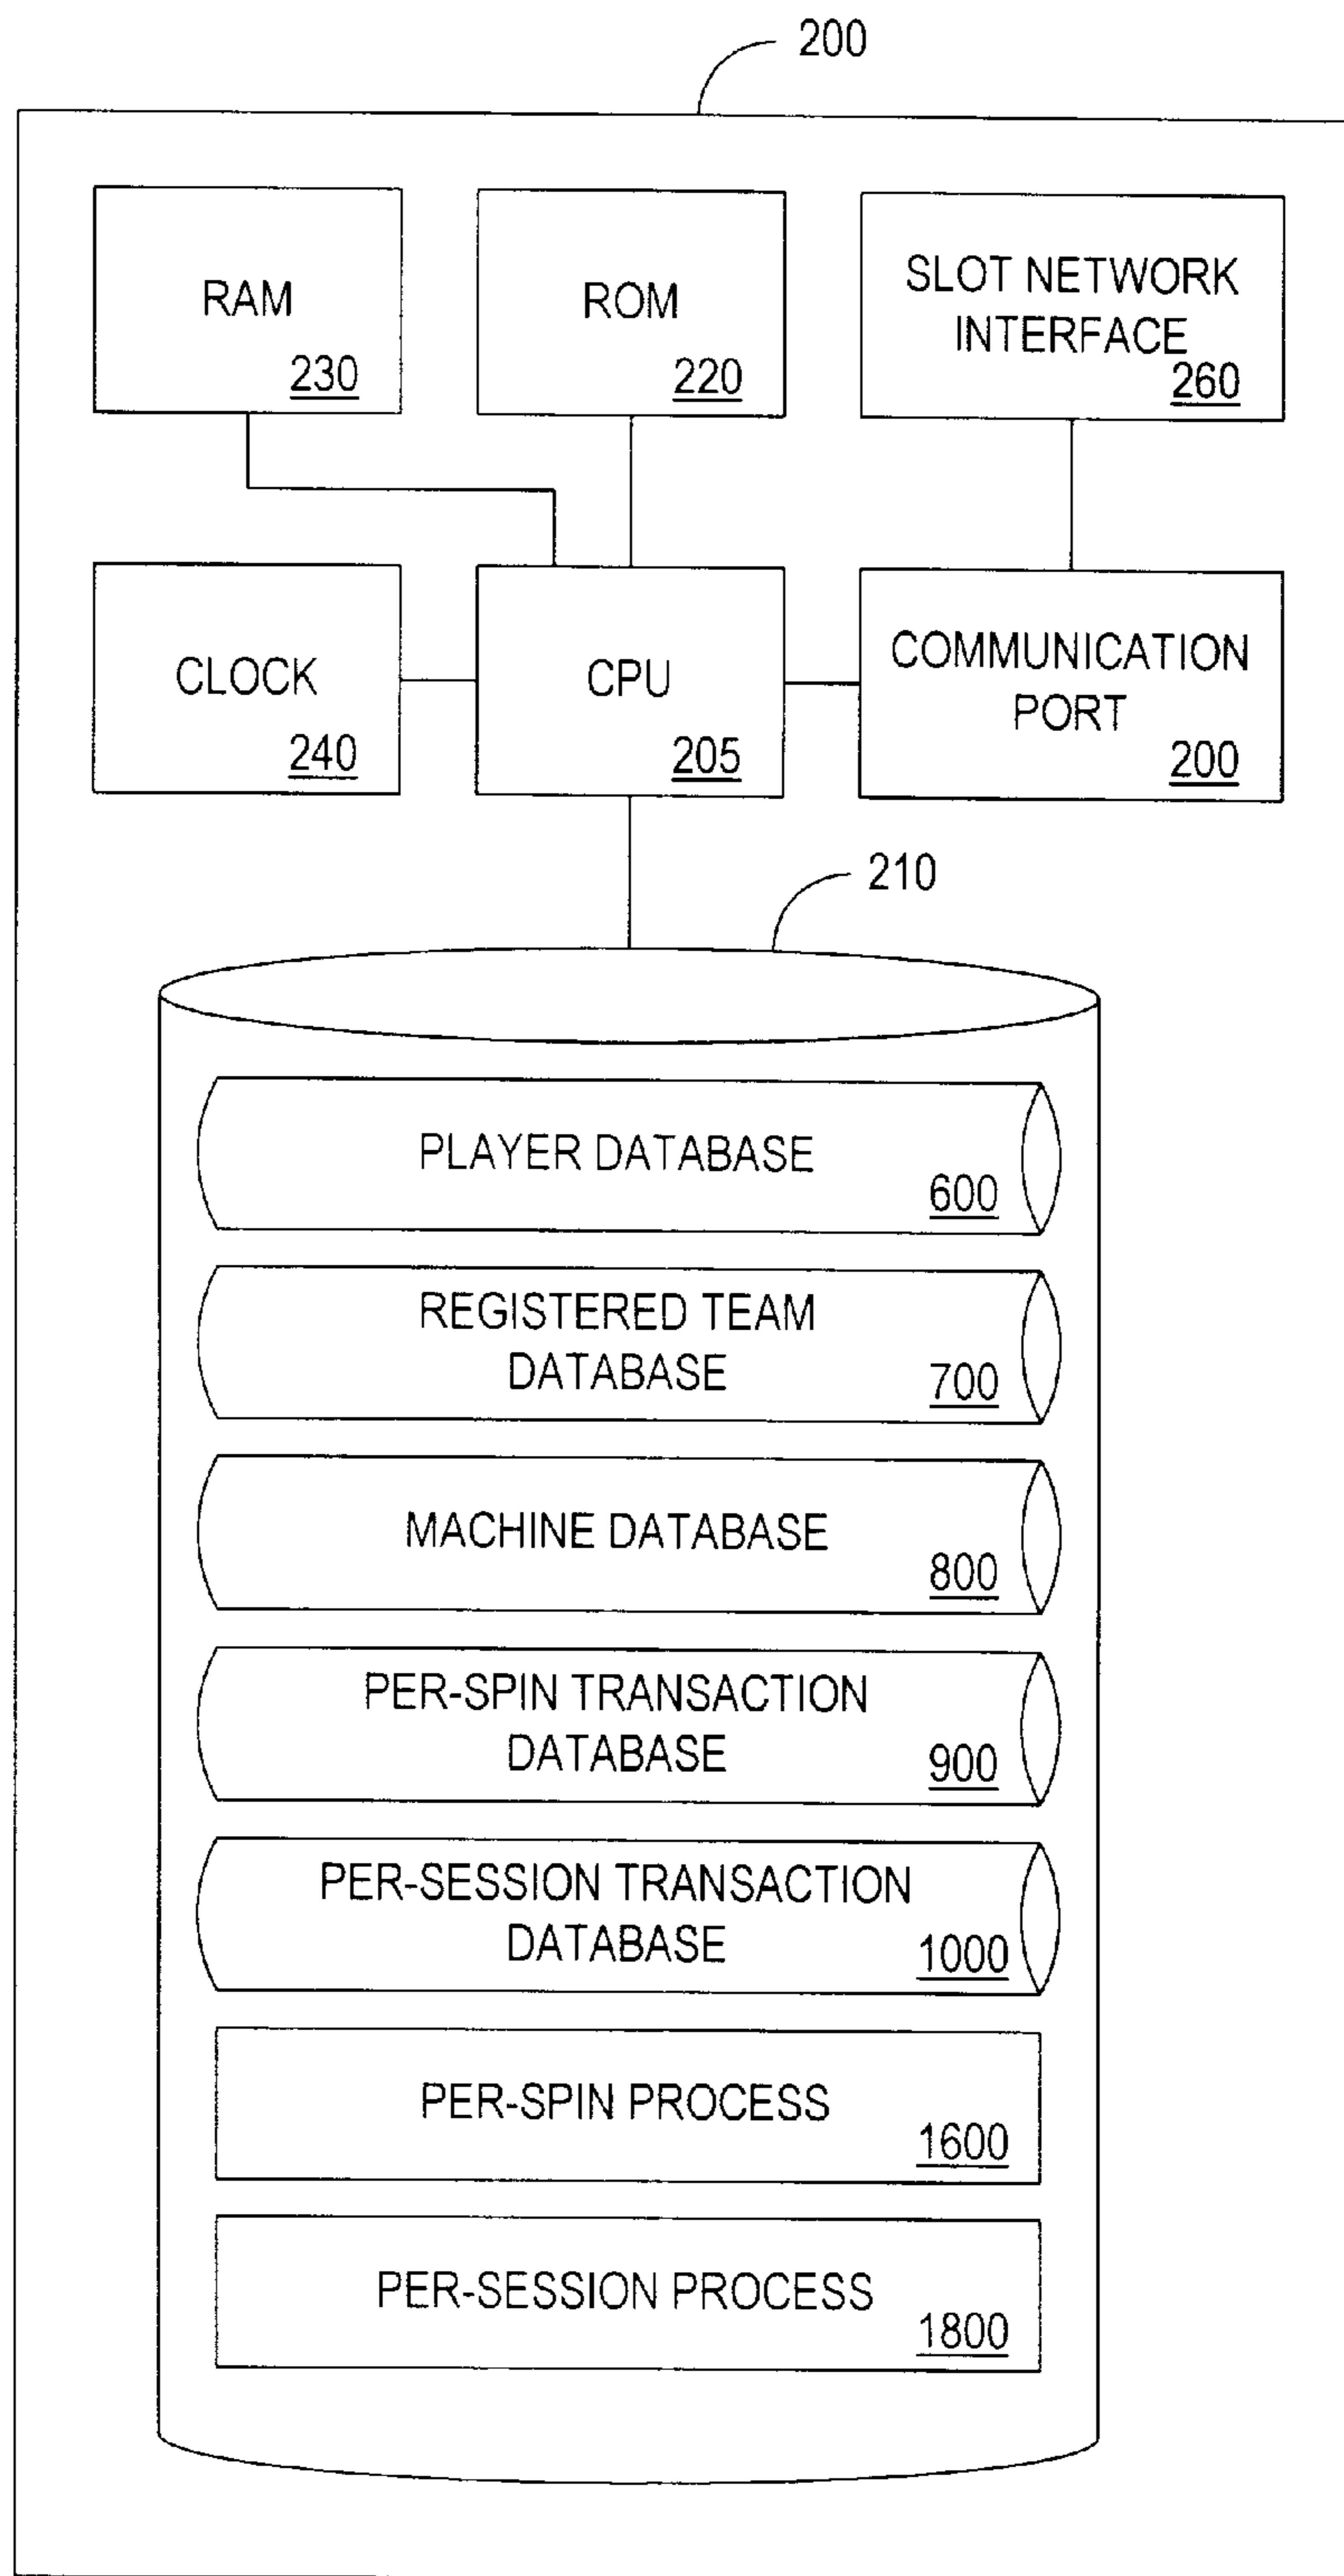 200
RAM
230
ROM
220
SLOT NETWORK
INTERFACE
260
CLOCK
240
CPU
205
COMMUNICATION
PORT
200
210
PLAYER DATABASE
600
REGISTERED TEAM
DATABASE
700
MACHINE DATABASE
800
PER-SPIN TRANSACTION
DATABASE
900
PER-SESSION TRANSACTION
DATABASE
1000
PER-SPIN PROCESS
1600
PER-SESSION PROCESS
1800